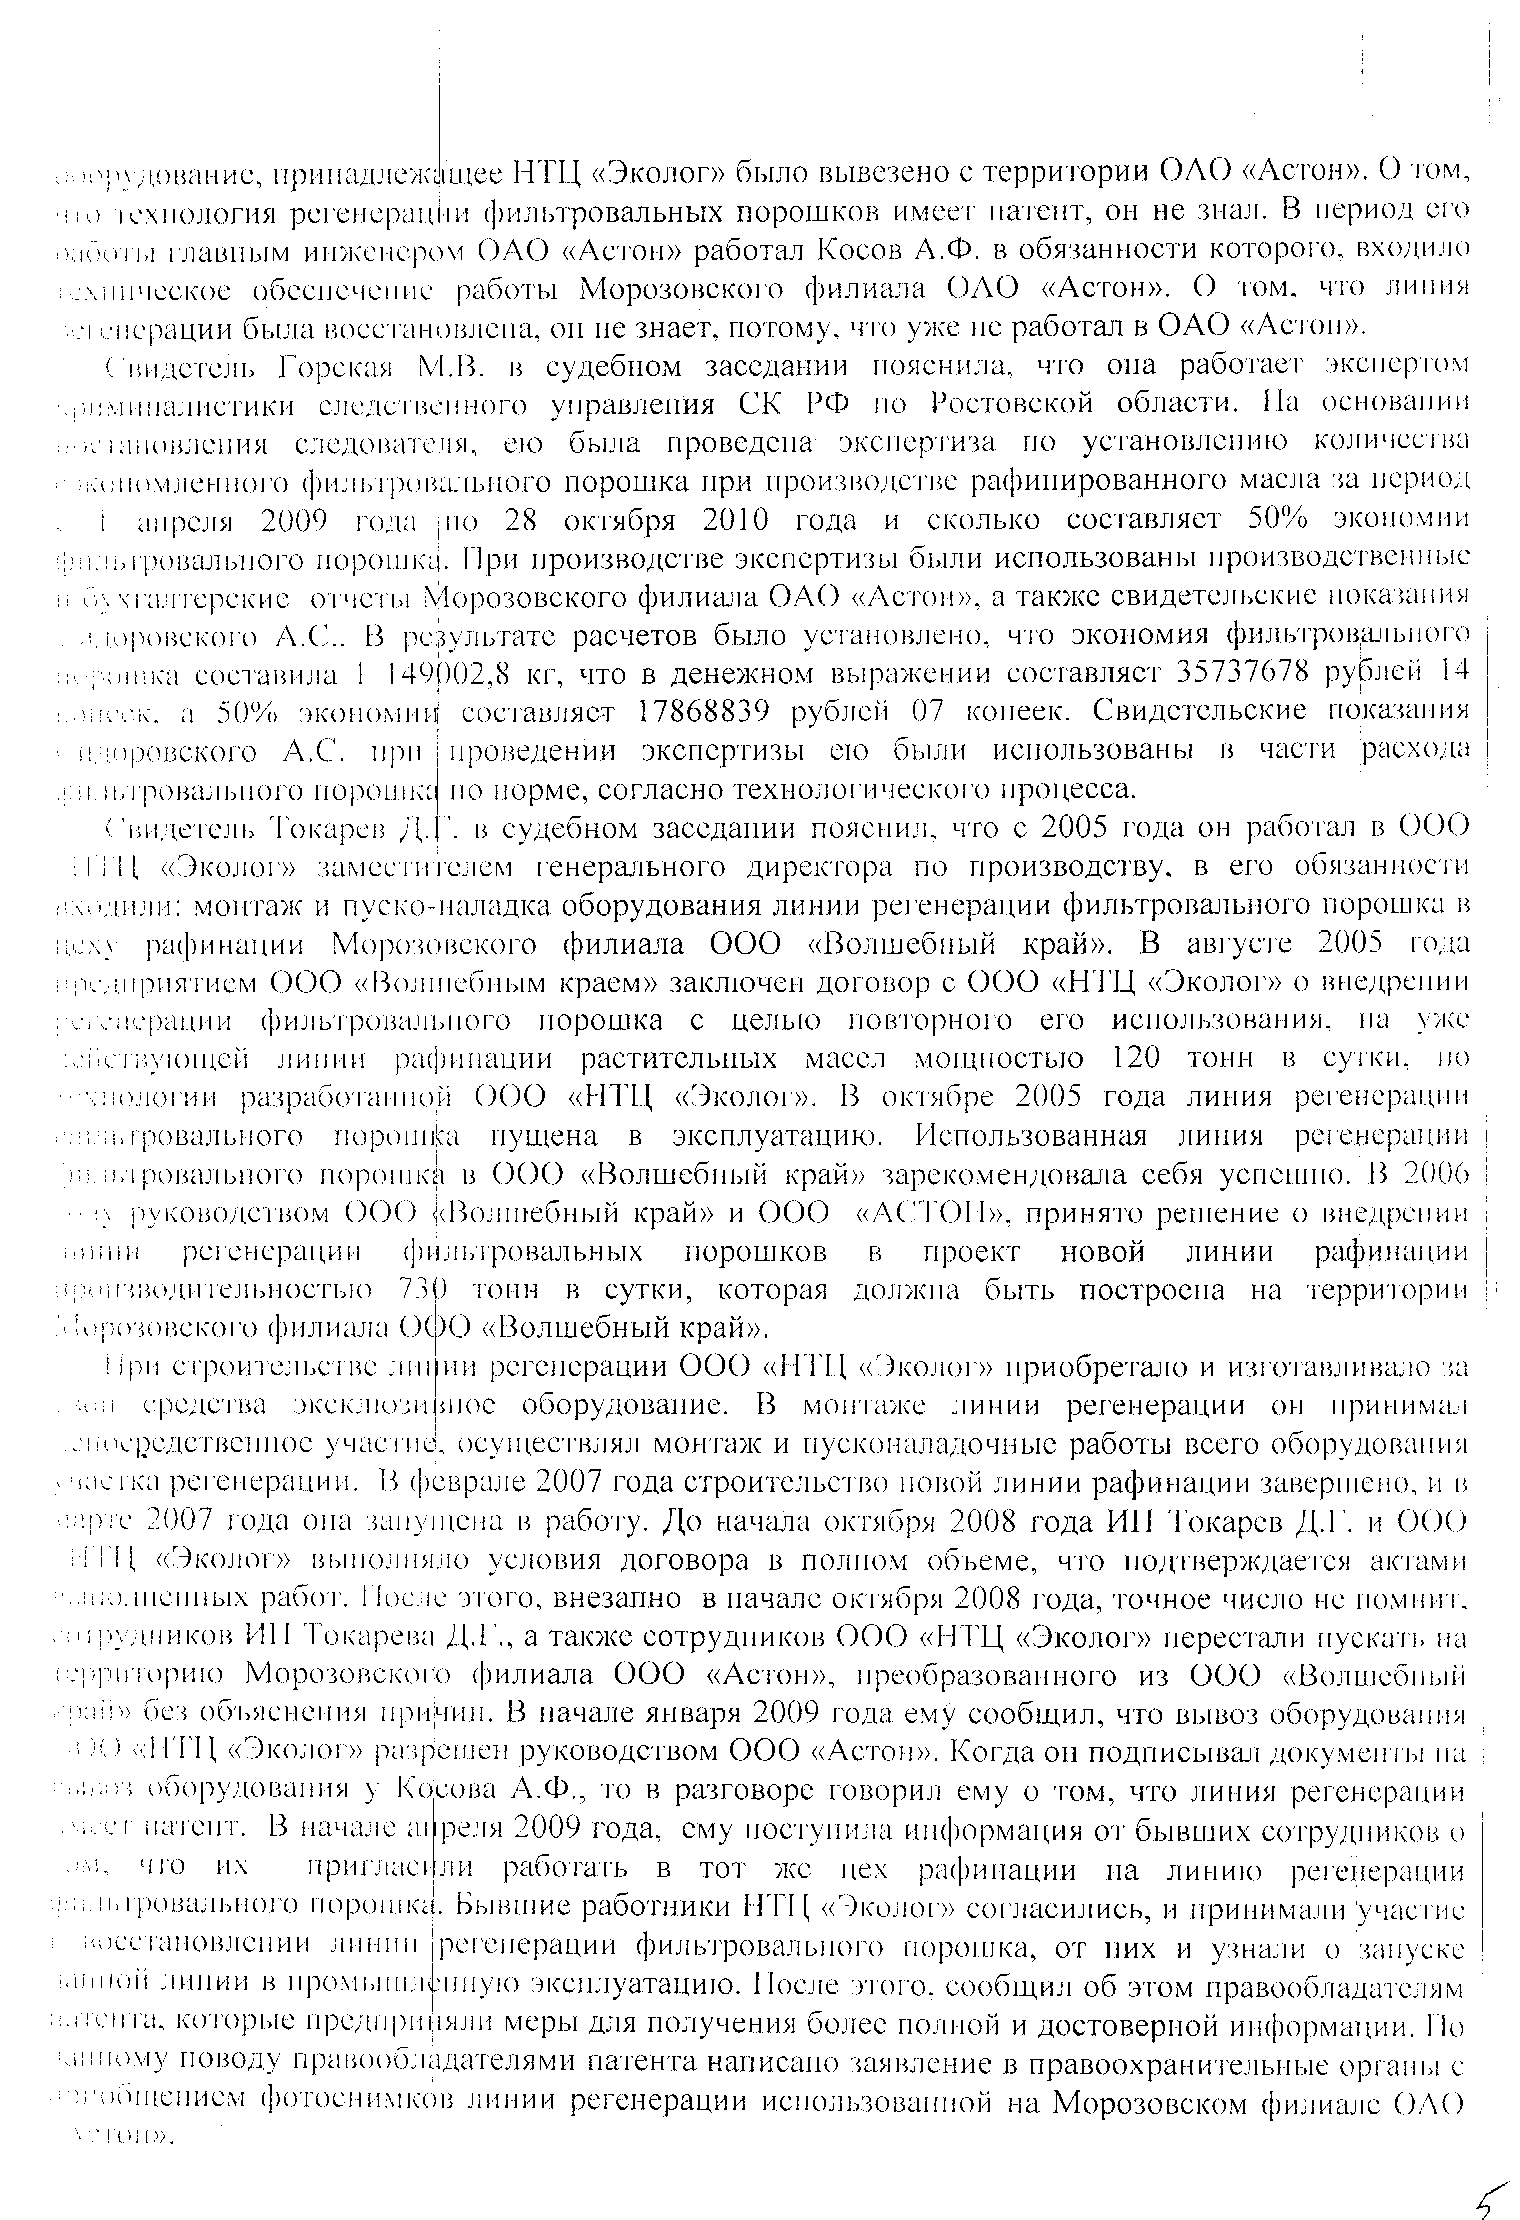 оборудование, принадлежащее НТЦ «Эколог» было вывезено с территории ОАО «Астон». О том,
что технология регенерации фильтровальных порошков имеет патент, он не знал. В период его
работы главным инженером ОАО «Астон» работал Косов А.Ф. в обязанности которого, входило
техническое обеспечение работы Морозовского филиала ОАО «Астон». О том, что линия
регенерации была восстановлена, он не знает, потому, что уже не работал в ОАО «Астон».
Свидетель Горская М.В. в судебном заседании пояснила, что она работает экспертом
криминалистики следственного управления СК РФ по Ростовской области. На основании
постановления следователя, ею была проведена экспертиза по установлению количества
сэкономленного фильтровального порошка при производстве рафинированного масла за период
1 апреля 2009 года по 28 октября 2010 года и сколько составляет 50% экономии
фильтровального порошка. При производстве экспертизы были использованы производственные
и бухгалтерские отчеты Морозовского филиала ОАО «Астон», а также свидетельские показания
А.С.. В результате расчетов было установлено, что экономия фильтровального
порошка составила 1 149002,8 кг, что в денежном выражении составляет 35737678 рублей 14
копеек, а 50% экономии составляет 17868839 рублей 07 копеек. Свидетельские показания
А.С. при проведении экспертизы ею были использованы в части расхода
фильтровального порошка по норме, согласно технологического процесса.
Свидетель Токарев Д.Г. в судебном заседании пояснил, что с 2005 года он работал в ООО
НТЦ «Эколог» заместителем генерального директора по производству, в его обязанности
входили: монтаж и пуско-наладка оборудования линии регенерации фильтровального порошка в
цеху рафинации Морозовского филиала ООО «Волшебный край». В августе 2005 года
предприятием ООО «Волшебным краем» заключен договор с ООО «НТЦ «Эколог» о внедрении
регенерации фильтровального порошка с целью повторного его использования, на уже
действующей линии рафинации растительных масел мощностью 120 тонн в сутки, по
технологии разработанной ООО «НТЦ «Эколог». В октябре 2005 года линия регенерации
фильтровального порошка пущена в эксплуатацию. Использованная линия регенерации
фильтровального порошка в ООО «Волшебный край» зарекомендовала себя успешно. В 2006
году руководством ООО «Волшебный край» и ООО «АСТОН», принято решение о внедрении
линии регенерации фильтровальных порошков в проект новой линии рафинации
производительностью 730 тонн в сутки, которая должна быть построена на территории
Морозовского филиала ООО «Волшебный край».
При строительстве линии регенерации ООО «НТЦ «Эколог» приобретало и изготавливало за
свои средства эксклюзивное оборудование. В монтаже линии регенерации он принимал
непосредственное участие, осуществлял монтаж и пусконаладочные работы всего оборудования
участка регенерации. В феврале 2007 года строительство новой линии рафинации завершено, и в
марте 2007 года она запущена в работу. До начала октября 2008 года ИП Токарев Д.Г. и ООО
НТЦ «Эколог» выполняло условия договора в полном объеме, что подтверждается актами
выполненных работ. После этого, внезапно в начале октября 2008 года, точное число не помнит,
сотрудников ИП Токарева Д.Г., а также сотрудников ООО «НТЦ «Эколог» перестали пускать на
территорию Морозовского филиала ООО «Астон», преобразованного из ООО «Волшебный
край» без объяснения причин. В начале января 2009 года ему сообщил, что вывоз оборудования
ООО «НТЦ «Эколог» разрешен руководством ООО «Астон». Когда он подписывал документы на
вывоз оборудования у Косова А.Ф., то в разговоре говорил ему о том, что линия регенерации
имеет патент. В начале апреля 2009 года, ему поступила информация от бывших сотрудников о
том, что их пригласили работать в тот же цех рафинации на линию регенерации
фильтровального порошка. Бывшие работники НТЦ «Эколог» согласились, и принимали участие
в восстановлении линии регенерации фильтровального порошка, от них и узнали о запуске
данной линии в промышленную эксплуатацию. После этого, сообщил об этом правообладателям
патента, которые предприняли меры для получения более полной и достоверной информации. По
данному поводу правообладателями патента написано заявление в правоохранительные органы с
приобщением фотоснимков линии регенерации использованной на Морозовском филиале ОАО
«Астон».
5